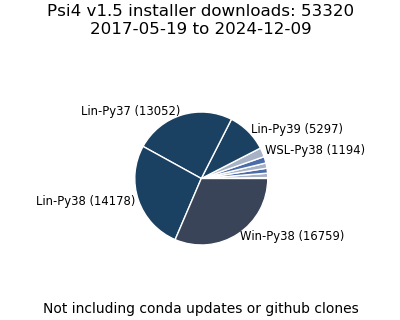 Psi4 v1.5 installer downloads: 53320
2017-05-19 to 2024-12-09
Lin-Py37 (13052)
Lin-Py39 (5297)
WSL-Py38 (1194)
Lin-Py38 (14178)
Win-Py38 (16759)
Not including conda updates or github clones